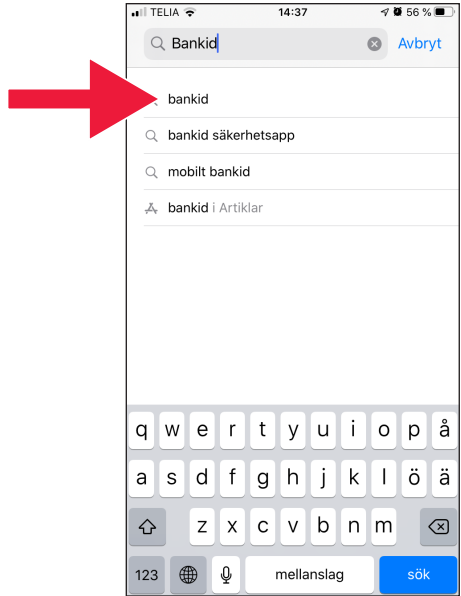 TELIA 14:37 56 %
Bankid Avbryt
bankid
bankid säkerhetsapp
mobilt bankid
bankid i Artiklar
q w e r t y u i o p å
a s d f g h j k l ö ä
z x c v b n m
123 mellanslag sök